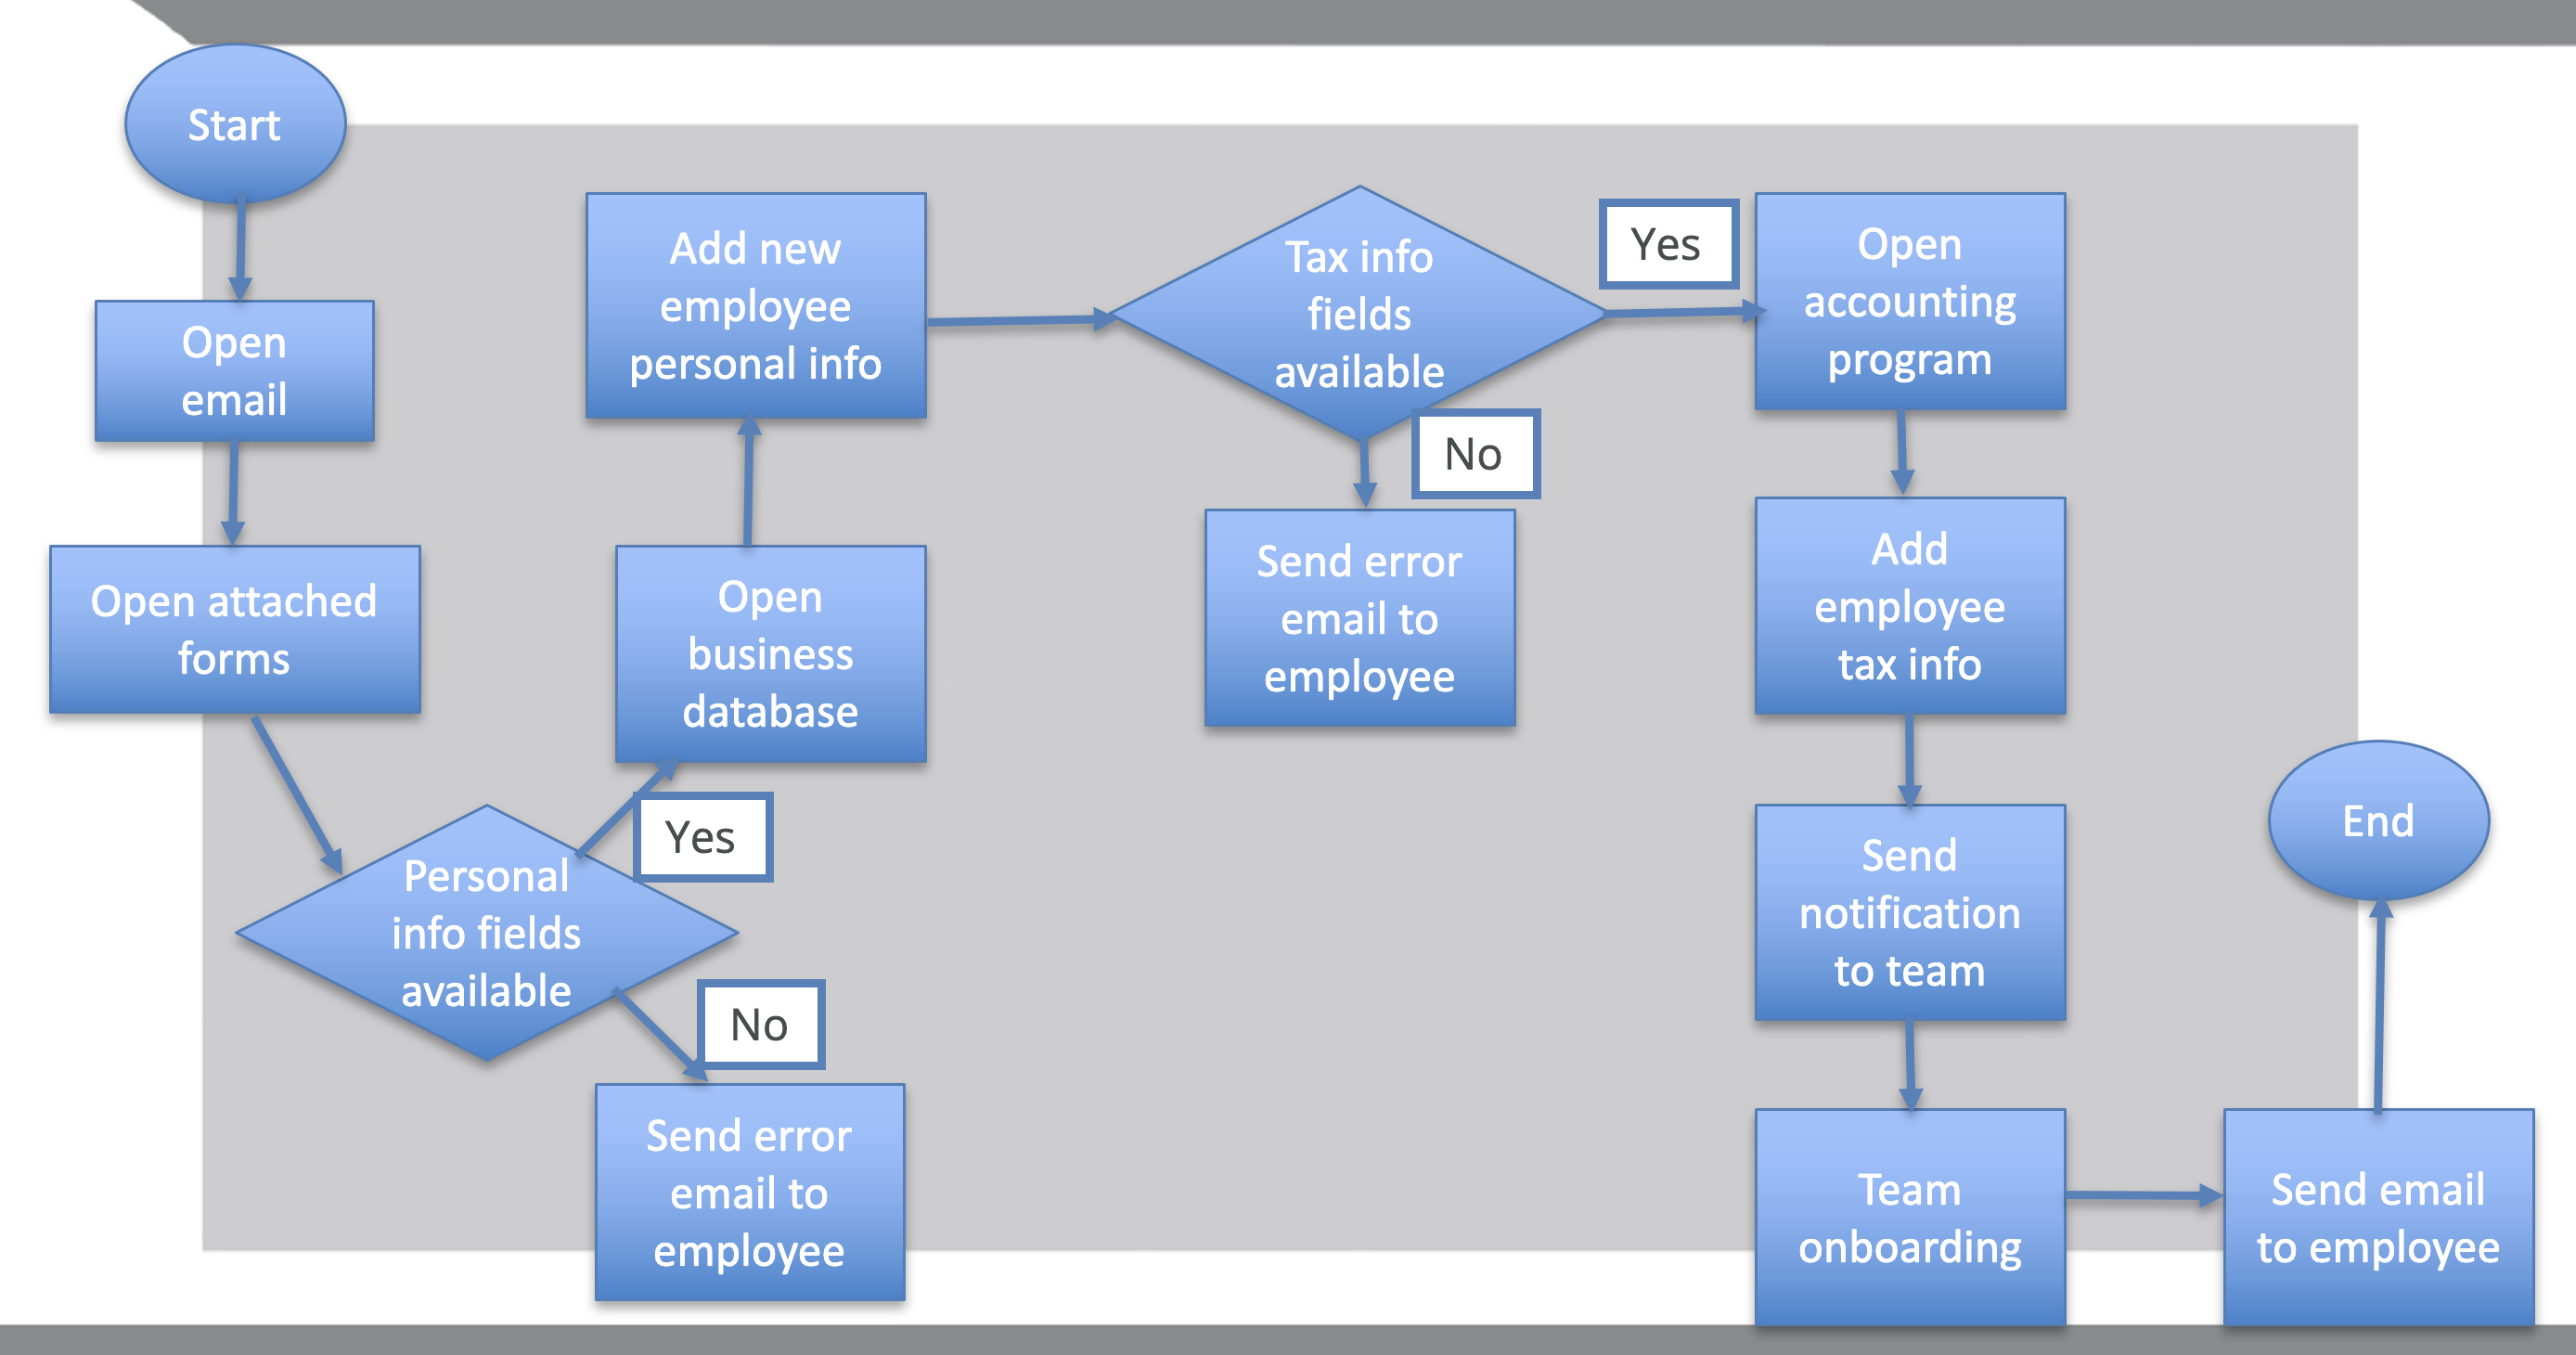 Start
Open
email
Open attached
forms
Personal
info fields
available
Yes
No
Send error
email to
employee
Open
business
database
Add new
employee
personal info
Tax info
fields
available
Yes
No
Send error
email to
employee
Open
accounting
program
Add
employee
tax info
Send
notification
to team
Team
onboarding
Send email
to employee
End